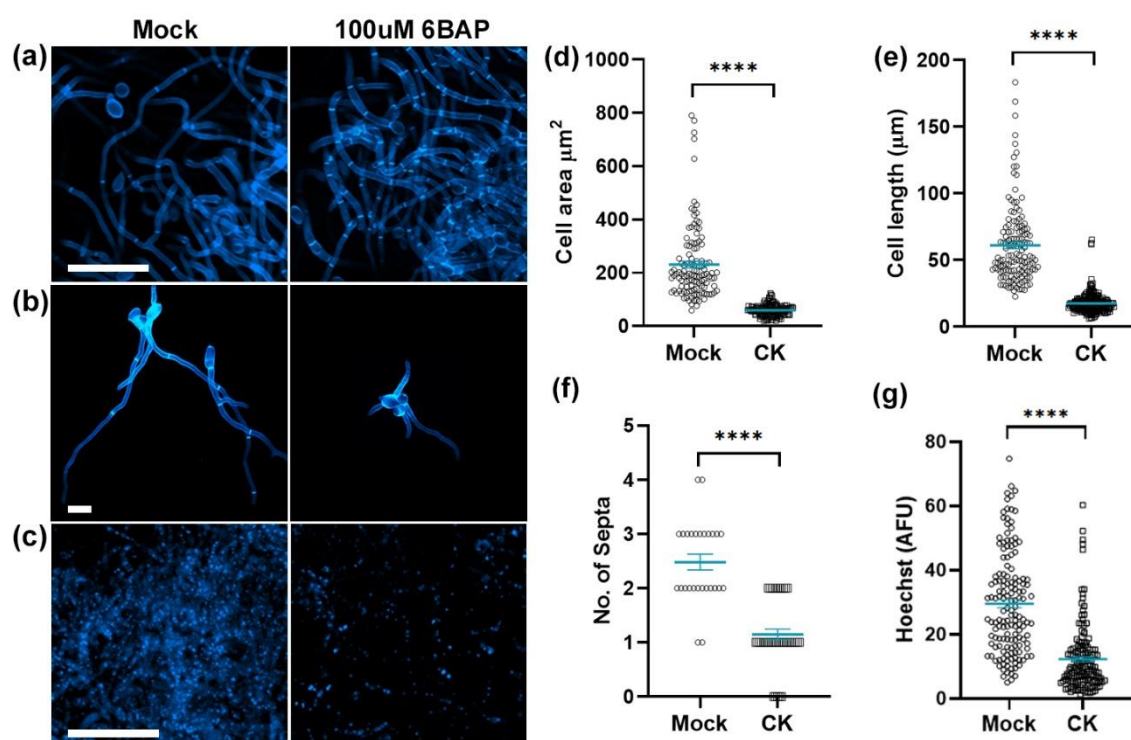 Mock 100uM 6BAP
(a)
(b)
(c)
(d)
Cell area μm²
1000
800
600
400
200
0
****
Mock CK
(e)
Cell length (μm)
200
150
100
50
0
****
Mock CK
(f)
No. of Septa
5
4
3
2
1
0
****
Mock CK
(g)
Hoechst (AFU)
80
60
40
20
0
****
Mock CK